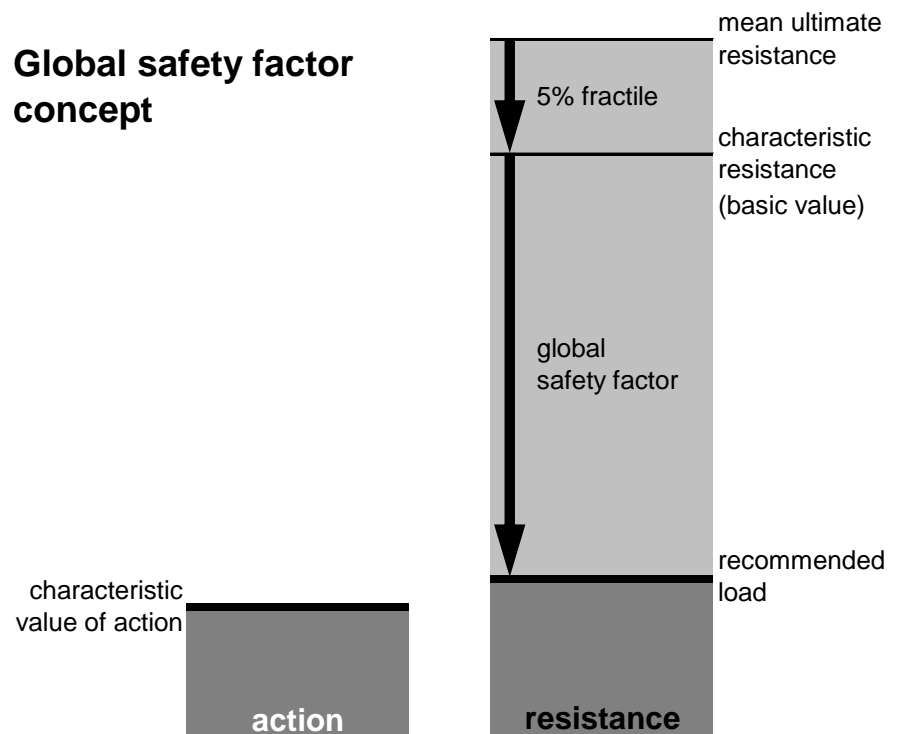 Global safety factor
concept
mean ultimate
resistance
5% fractile
characteristic
resistance
(basic value)
global
safety factor
recommended
load
characteristic
value of action
action
resistance